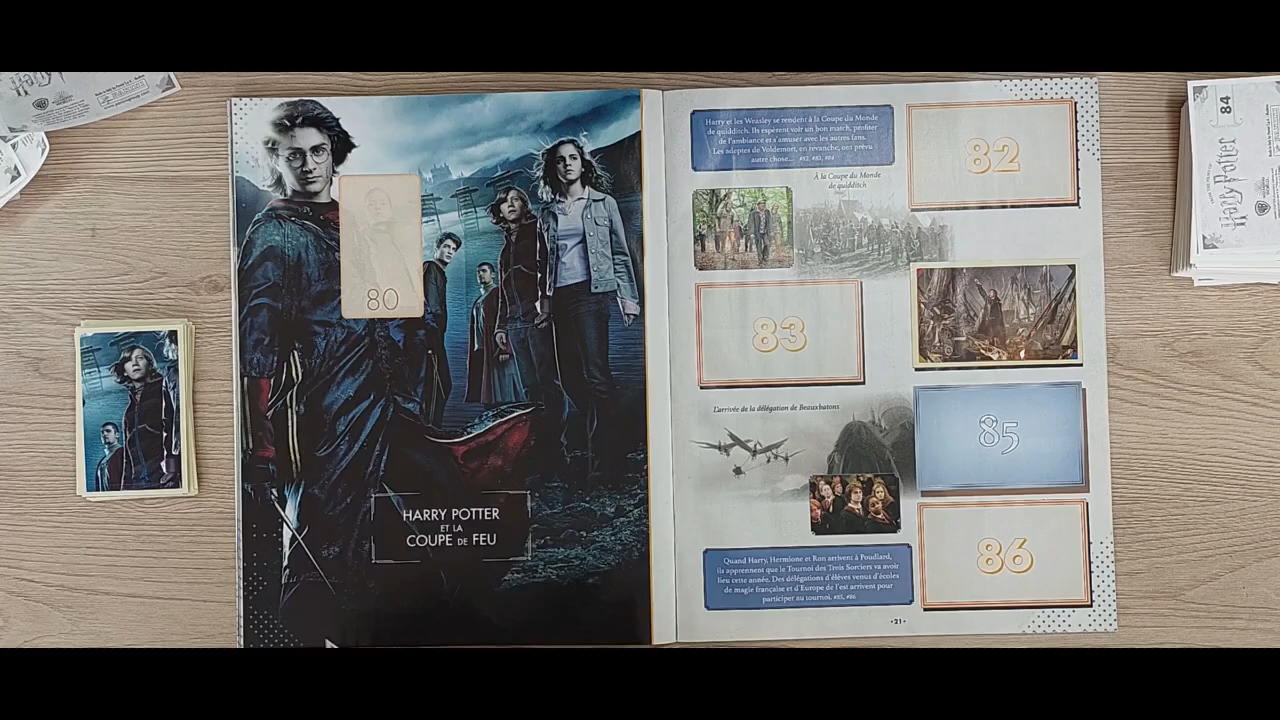 Harry
80
HARRY POTTER
ET LA
COUPE DE FEU
Harry et les Weasley se rendent à la Coupe du Monde
de quidditch. Ils espèrent voir un bon match, profiter
de l'ambiance et s'amuser avec les autres fans.
Les adeptes de Voldemort, en revanche, ont prévu
autre chose... #82, #83, #84
82
À la Coupe du Monde
de quidditch
83
L'arrivée de la délégation de Beauxbatons
85
86
Quand Harry, Hermione et Ron arrivent à Poudlard,
ils apprennent que le Tournoi des Trois Sorciers va avoir
lieu cette année. Des délégations d'élèves venus d'écoles
de magie française et d'Europe de l'est arrivent pour
participer au tournoi. #85, #86
•21•
84
Harry Potter